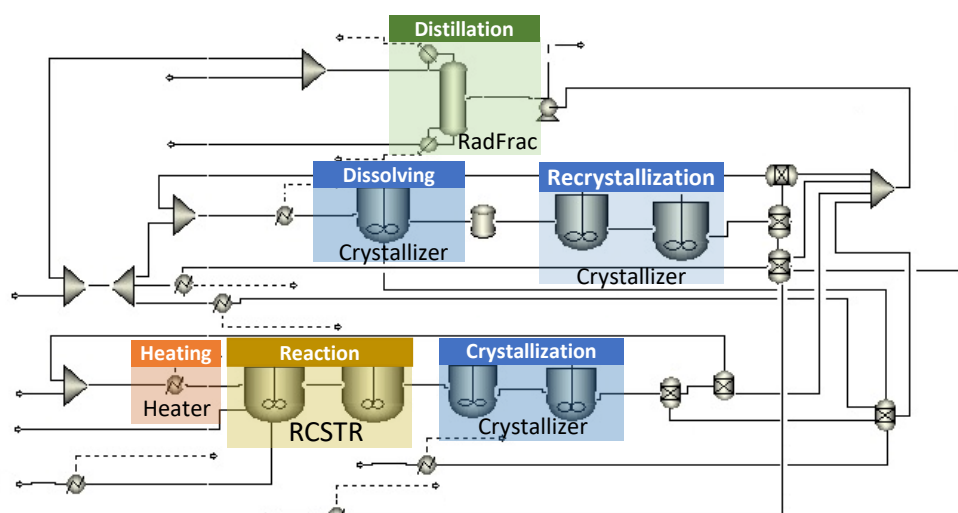 Distillation
RadFrac
Dissolving
Crystallizer
Recrystallization
Crystallizer
Heating
Heater
Reaction
RCSTR
Crystallization
Crystallizer